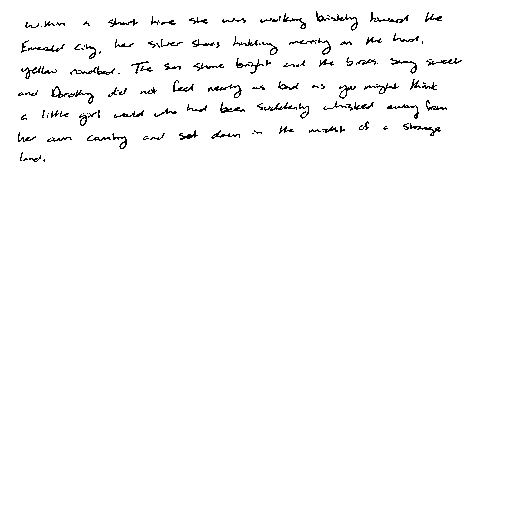 Within a short time she was walking briskly toward the
Emerald City, her silver shoes tinkling merrily on the hard,
yellow roadbed. The sun shone bright and the birds sang sweet
and Dorothy did not feel nearly as bad as you might think
a little girl would who had been suddenly whisked away from
her own country and set down in the midst of a strange
land.